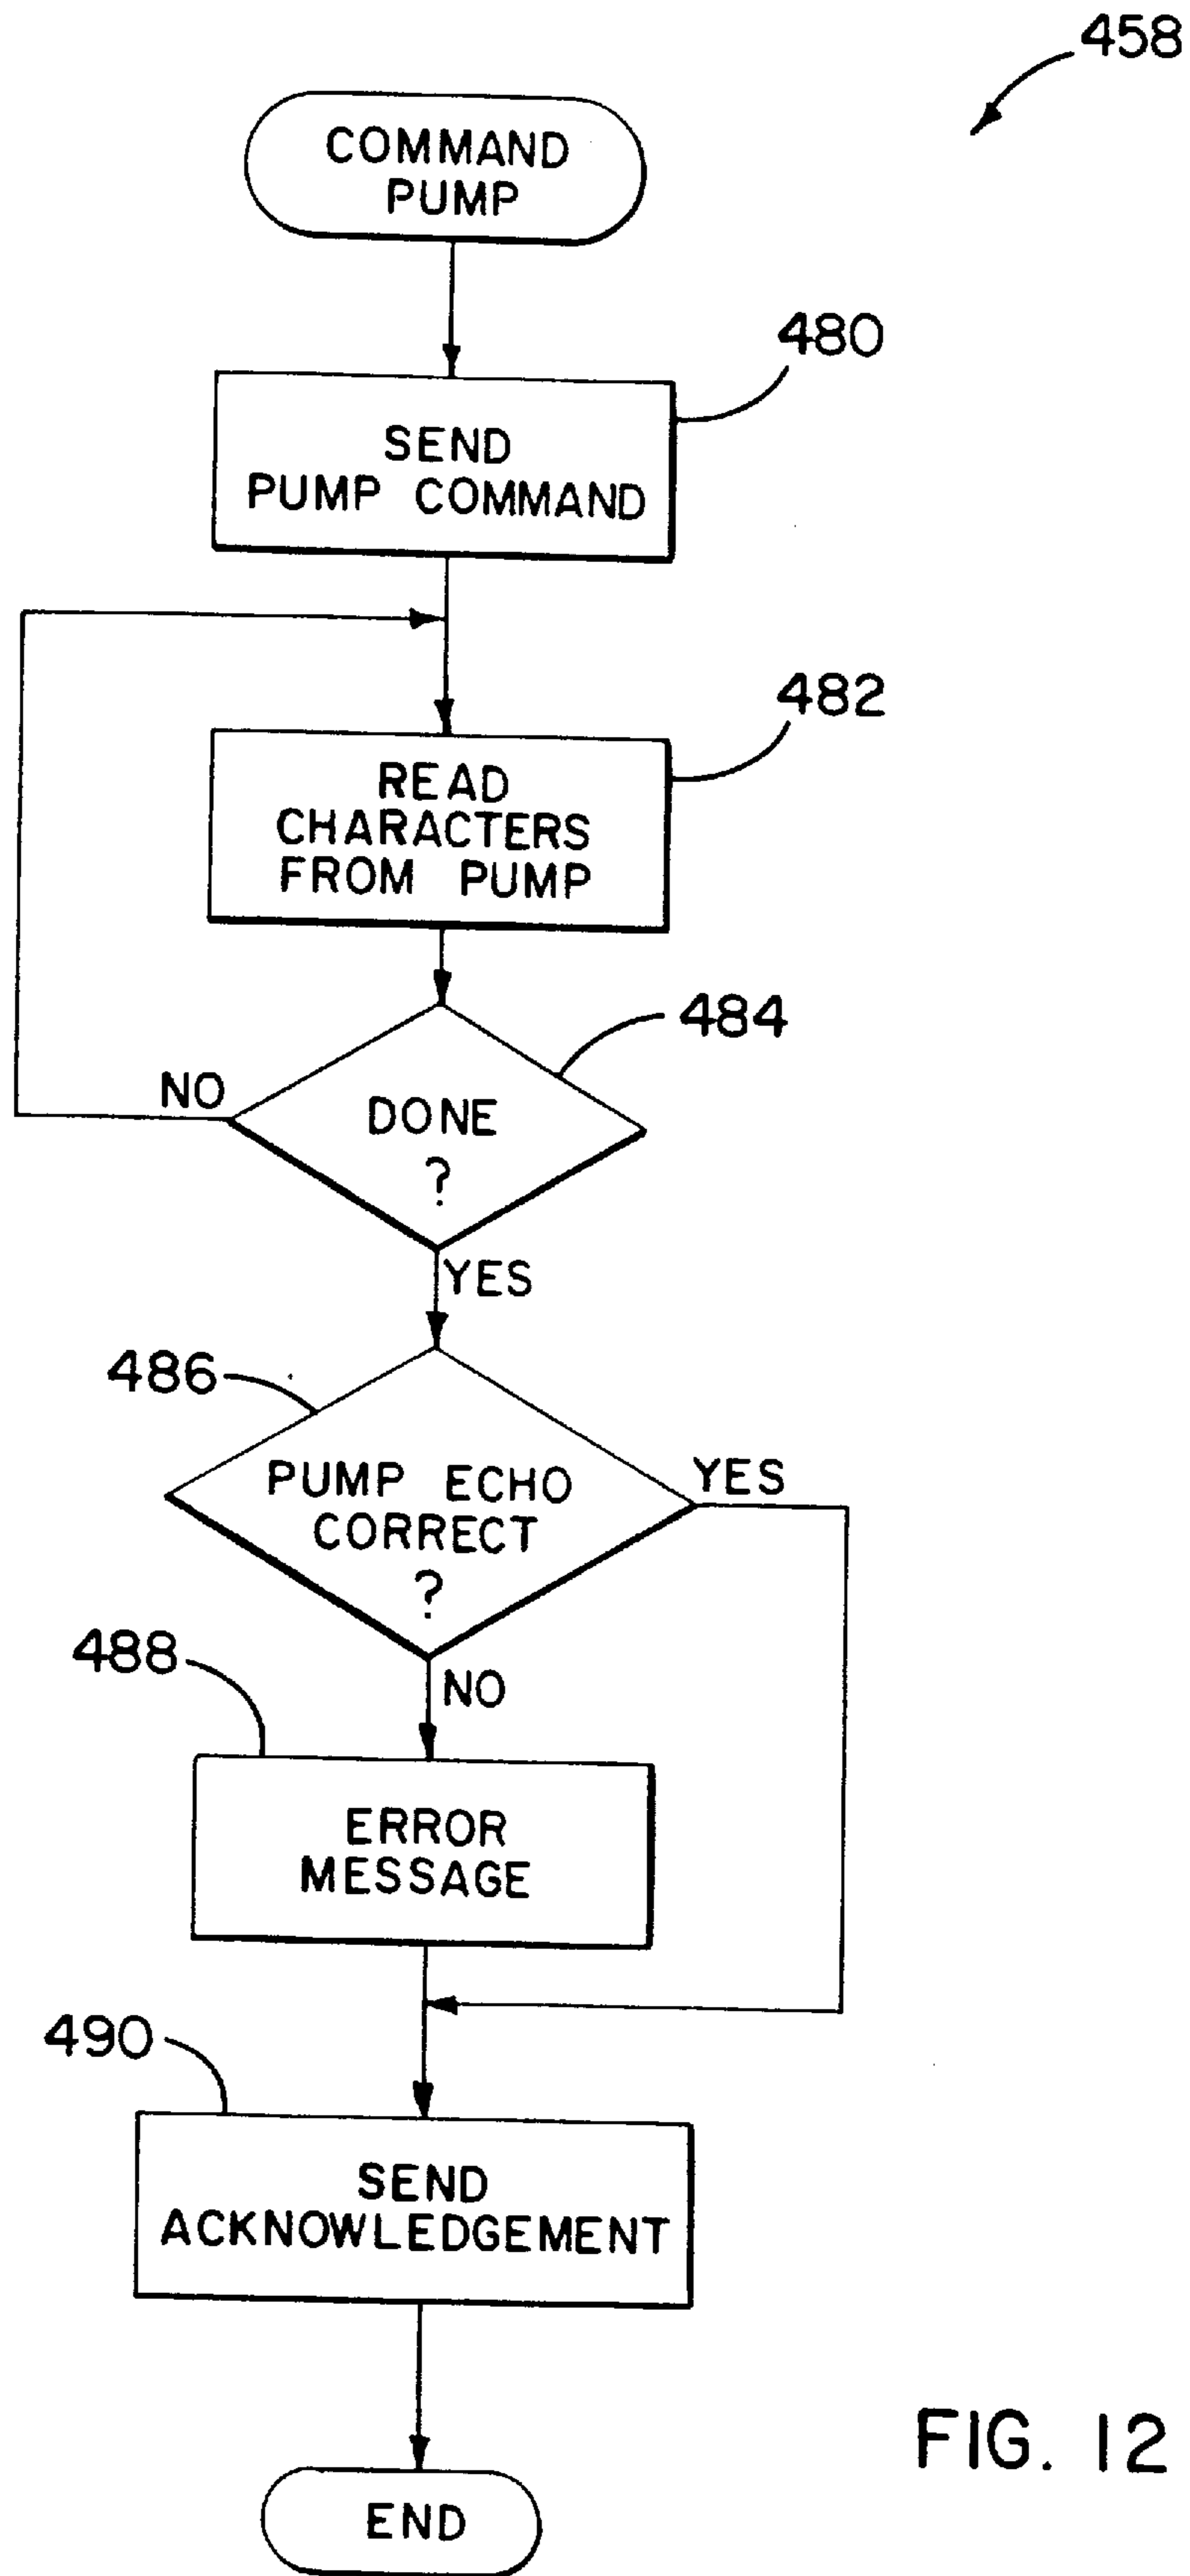 458
COMMAND
PUMP
480
SEND
PUMP COMMAND
482
READ
CHARACTERS
FROM PUMP
484
NO
DONE
?
YES
486
PUMP ECHO
CORRECT
?
YES
488
NO
ERROR
MESSAGE
490
SEND
ACKNOWLEDGEMENT
END
FIG. 12